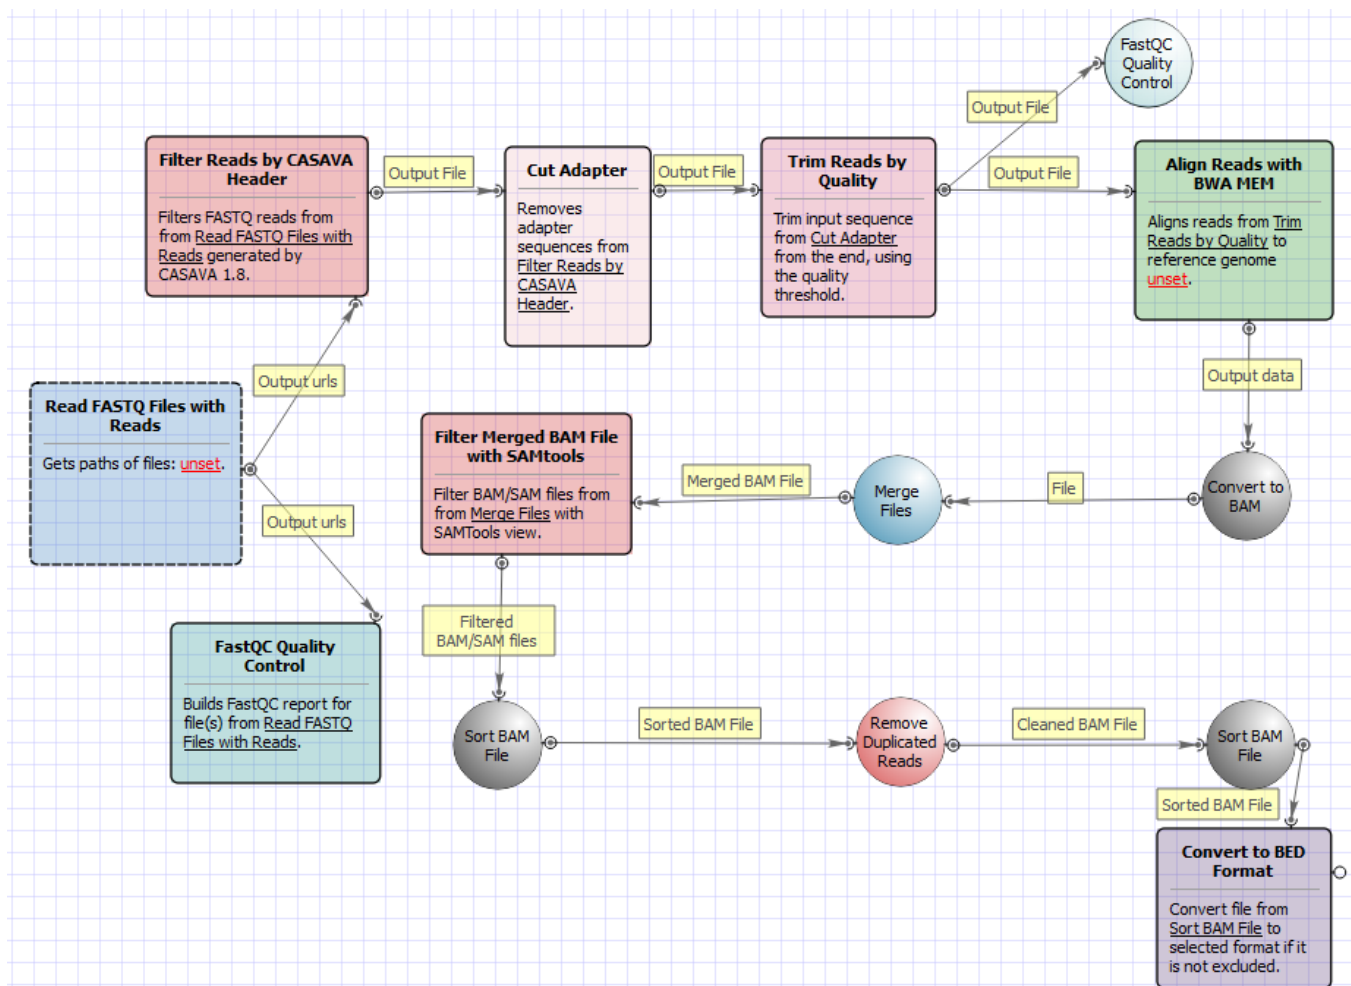 FastQC
Quality
Control
Output File
Filter Reads by CASAVA
Header
Filters FASTQ reads from
from Read FASTQ Files with
Reads generated by
CASAVA 1.8.
Output File
Cut Adapter
Removes
adapter
sequences from
Filter Reads by
CASAVA
Header.
Output File
Trim Reads by
Quality
Trim input sequence
from Cut Adapter
from the end, using
the quality
threshold.
Output File
Align Reads with
BWA MEM
Aligns reads from Trim
Reads by Quality to
reference genome
unset.
Output urls
Output data
Read FASTQ Files with
Reads
Gets paths of files: unset.
Output urls
Filter Merged BAM File
with SAMtools
Filter BAM/SAM files from
from Merge Files with
SAMTools view.
Merged BAM File
Merge
Files
File
Convert to
BAM
Filtered
BAM/SAM files
FastQC Quality
Control
Builds FastQC report for
file(s) from Read FASTQ
Files with Reads.
Sort BAM
File
Sorted BAM File
Remove
Duplicated
Reads
Cleaned BAM File
Sort BAM
File
Sorted BAM File
Convert to BED
Format
Convert file from
Sort BAM File to
selected format if it
is not excluded.